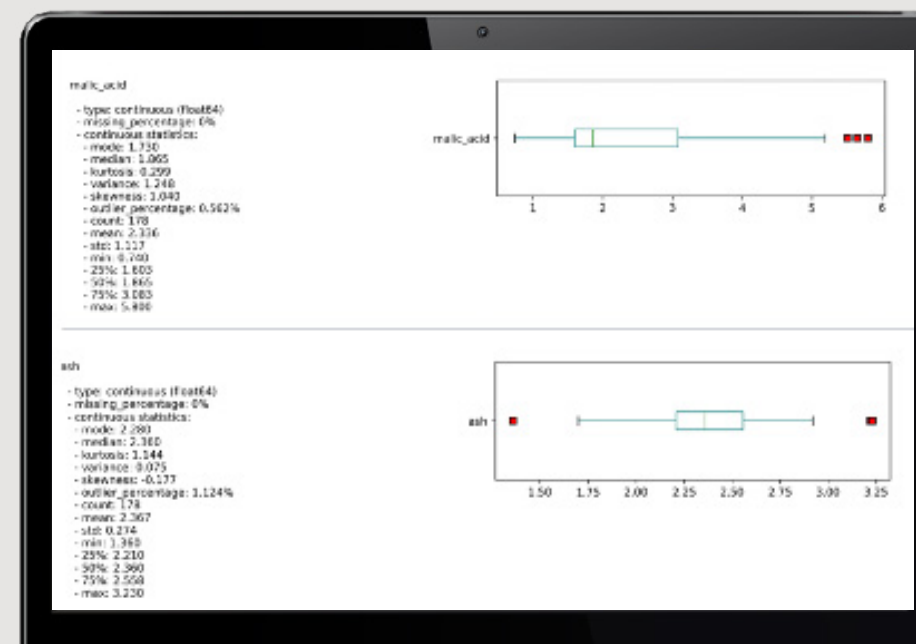 malic_acid
- type: continuous (float64)
- missing_percentage: 0%
- continuous statistics:
- mode: 1.730
- median: 1.865
- kurtosis: 0.299
- variance: 1.248
- skewness: 1.040
- outlier_percentage: 0.562%
- count: 178
- mean: 2.336
- std: 1.117
- min: 0.740
- 25%: 1.603
- 50%: 1.865
- 75%: 3.083
- max: 5.800
malic_acid
1 2 3 4 5 6
ash
- type: continuous (float64)
- missing_percentage: 0%
- continuous statistics:
- mode: 2.280
- median: 2.360
- kurtosis: 1.144
- variance: 0.075
- skewness: -0.177
- outlier_percentage: 1.124%
- count: 178
- mean: 2.367
- std: 0.274
- min: 1.360
- 25%: 2.210
- 50%: 2.360
- 75%: 2.558
- max: 3.230
ash
1.50 1.75 2.00 2.25 2.50 2.75 3.00 3.25